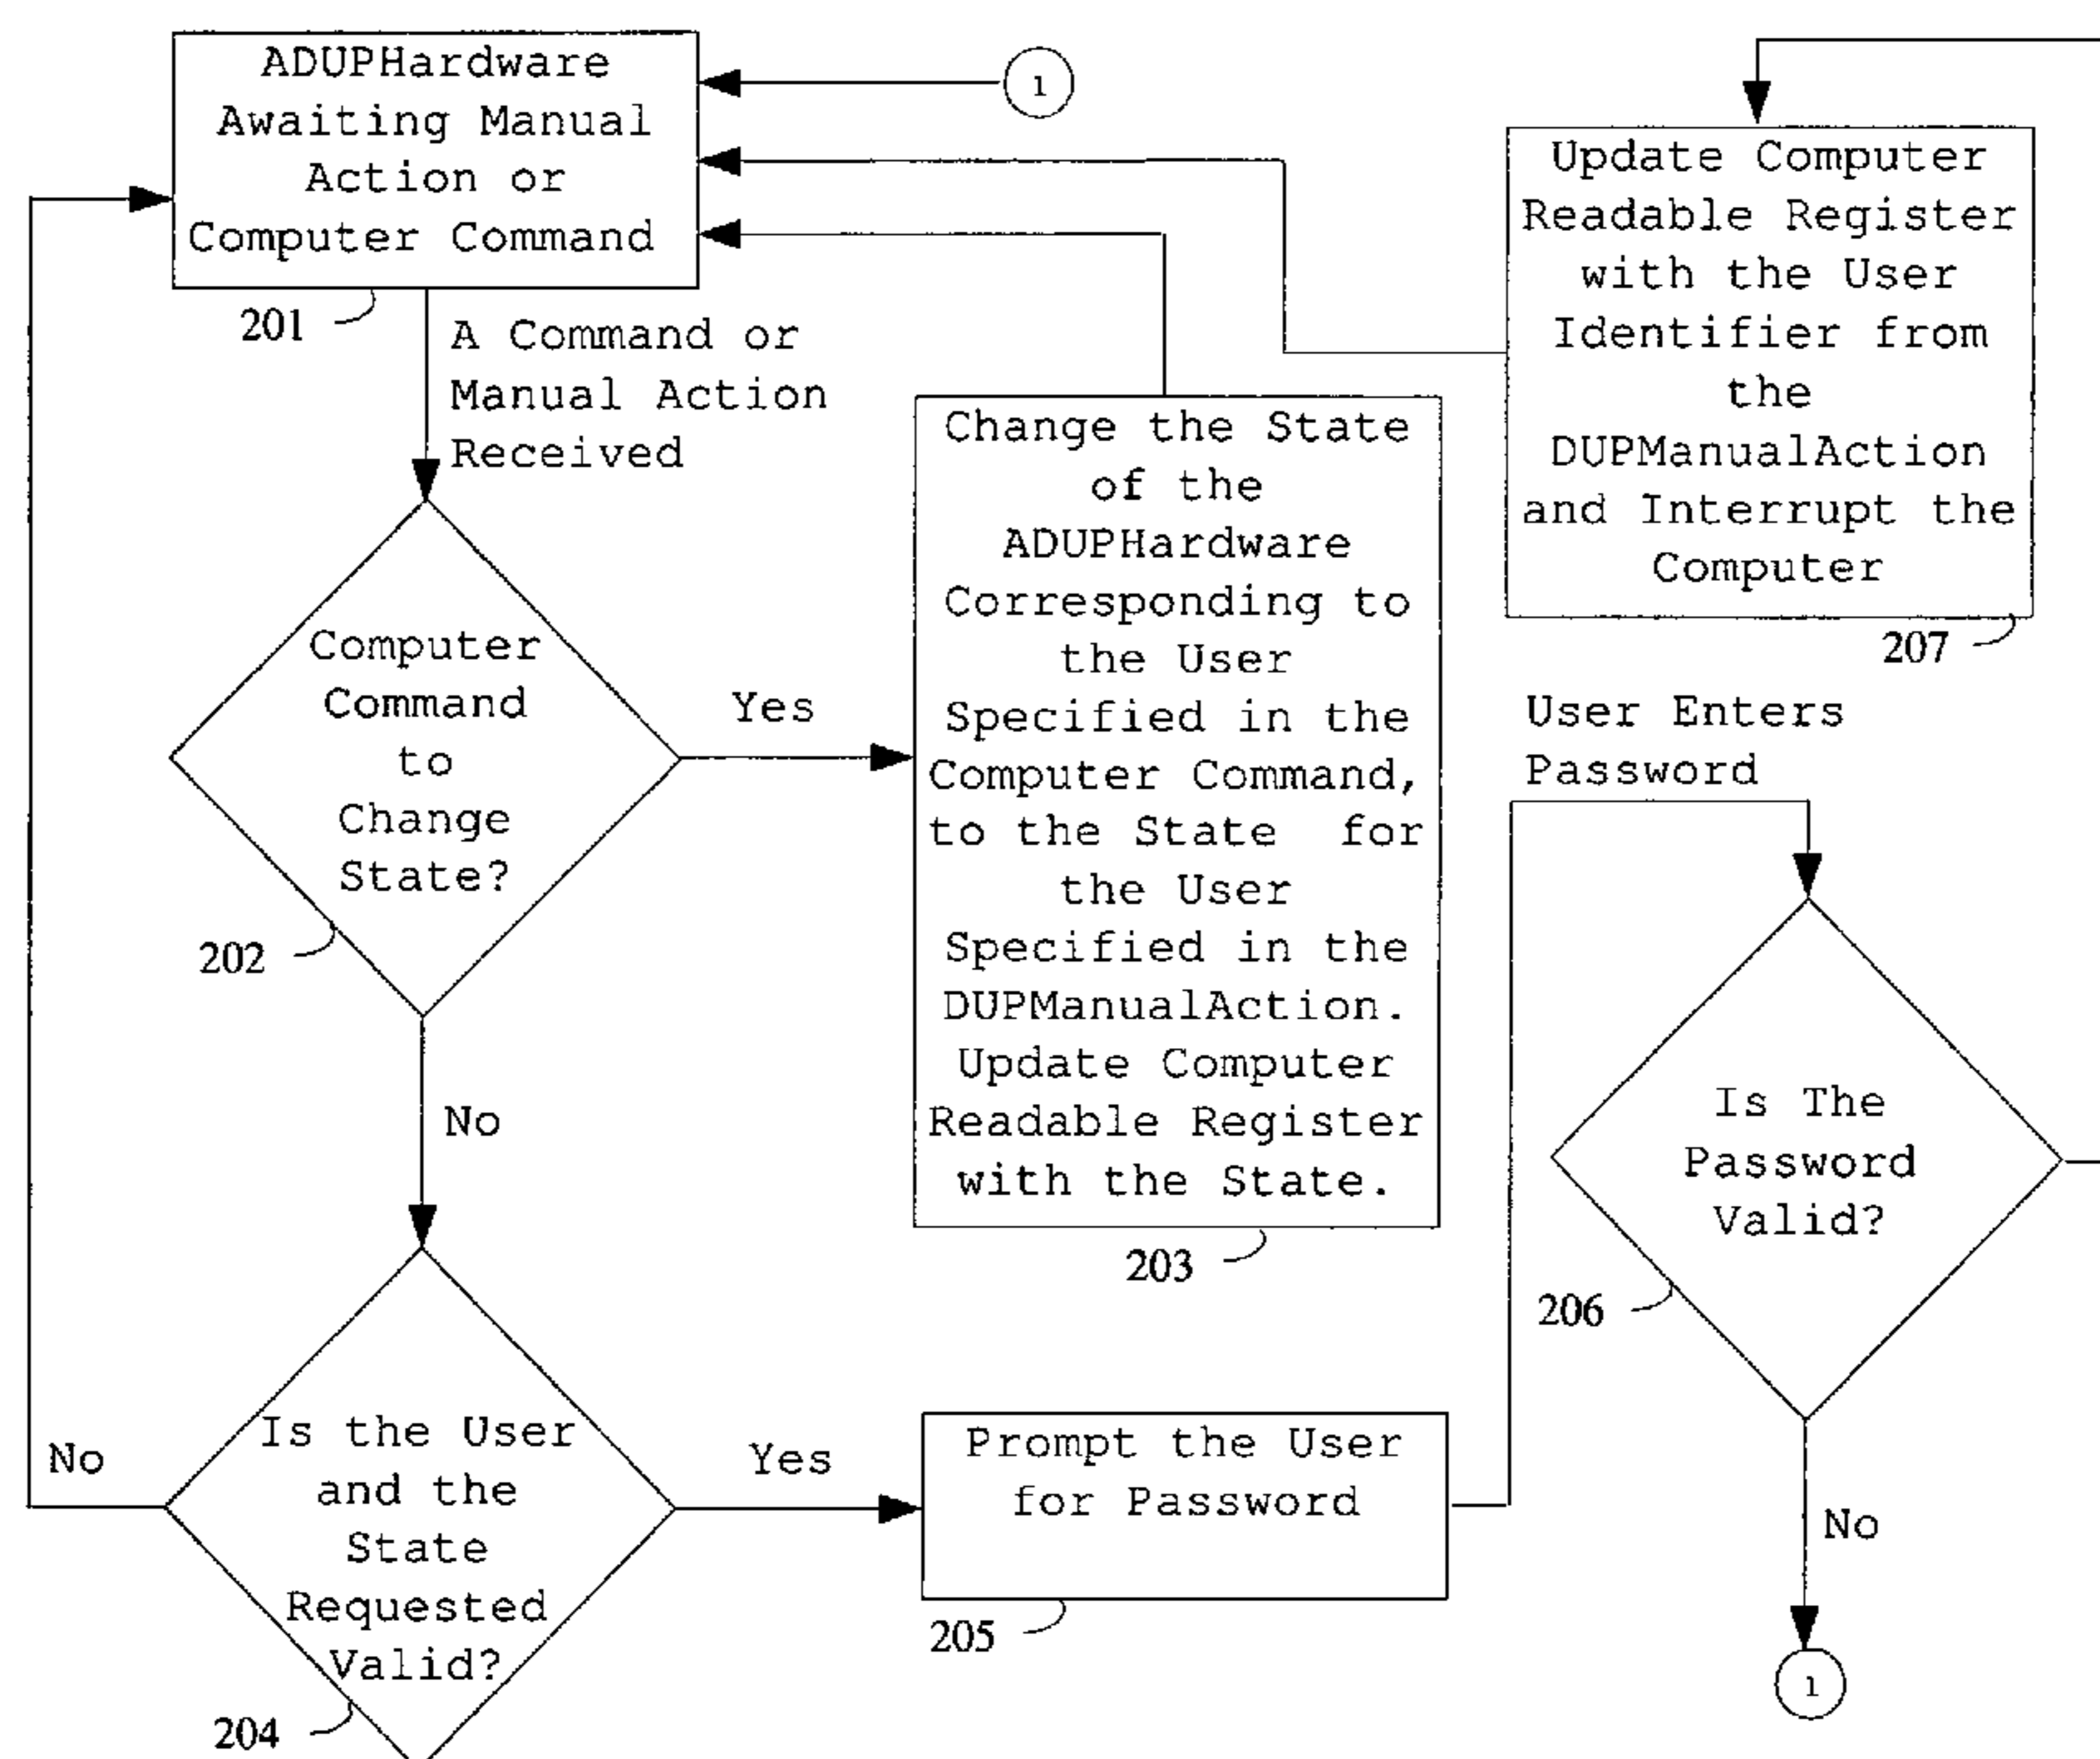 ADUPHardware
Awaiting Manual
Action or
Computer Command
201
1
A Command or
Manual Action
Received
Computer
Command
to
Change
State?
202
Yes
No
Change the State
of the
ADUPHardware
Corresponding to
the User
Specified in the
Computer Command,
to the State for
the User
Specified in the
DUPManualAction.
Update Computer
Readable Register
with the State.
203
Is the User
and the
State
Requested
Valid?
204
No
Yes
Prompt the User
for Password
205
User Enters
Password
Is The
Password
Valid?
206
No
1
Update Computer
Readable Register
with the User
Identifier from
the
DUPManualAction
and Interrupt the
Computer
207